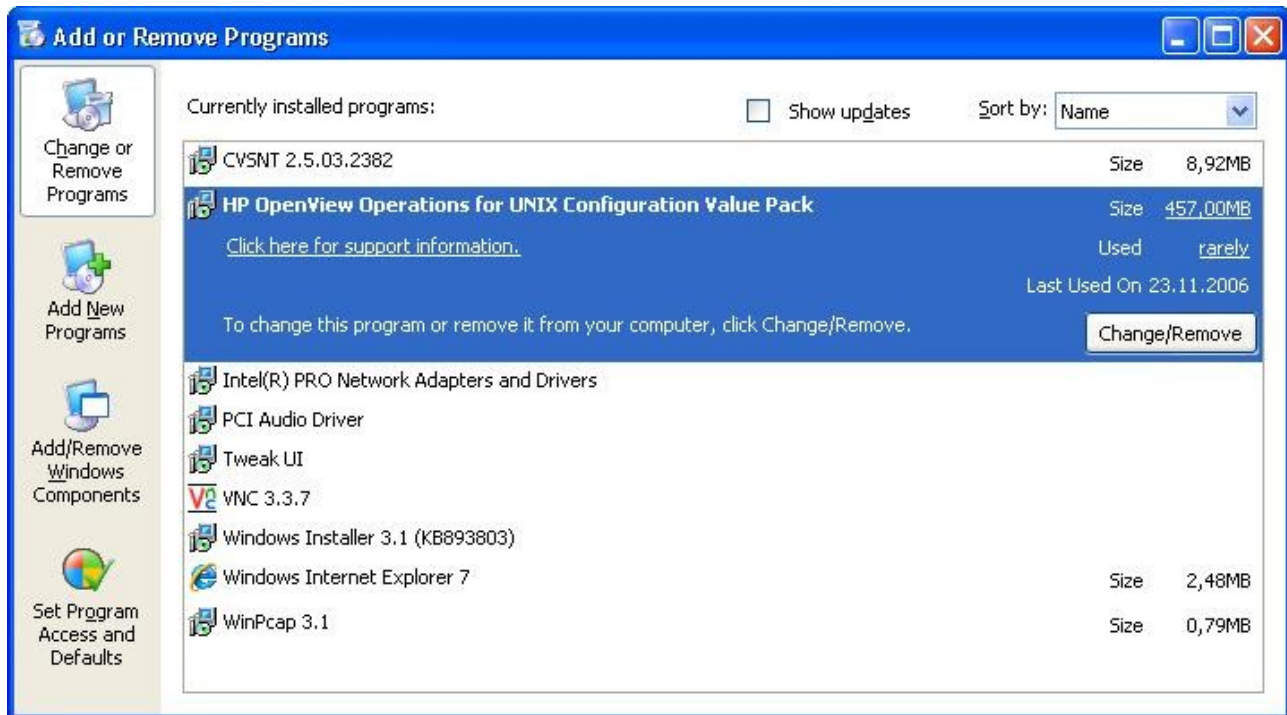 Add or Remove Programs
Change or
Remove
Programs
Add New
Programs
Add/Remove
Windows
Components
Set Program
Access and
Defaults
Currently installed programs:
Show updates
Sort by: Name
CVSNT 2.5.03.2382 Size 8,92MB
HP OpenView Operations for UNIX Configuration Value Pack Size 457,00MB
Click here for support information. Used rarely
Last Used On 23.11.2006
To change this program or remove it from your computer, click Change/Remove. Change/Remove
Intel(R) PRO Network Adapters and Drivers
PCI Audio Driver
Tweak UI
VNC 3.3.7
Windows Installer 3.1 (KB893803)
Windows Internet Explorer 7 Size 2,48MB
WinPcap 3.1 Size 0,79MB